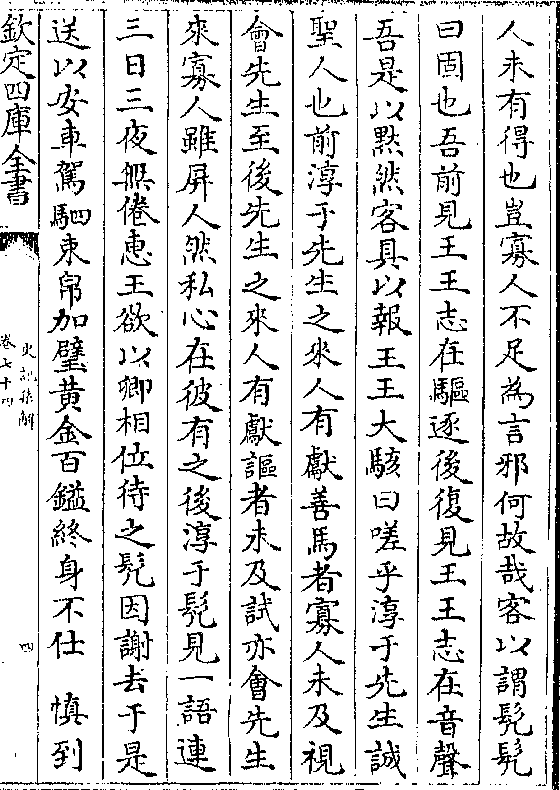 人未有得也豈寡人不足為言邪何故哉客以謂髠髠
曰固也吾前見王王志在驅逐後復見王王志在音聲
吾是以黙然客具以報王王大駭曰嗟乎淳于先生誠
聖人也前淳于先生之來人有獻善馬者寡人未及視
會先生至後先生之來人有獻謳者未及試亦會先生
來寡人雖屏人然私心在彼有之後淳于髠見一語連
三日三夜無倦惠王欲以卿相位待之髠因謝去于是
送以安車駕駟束帛加璧黄金百鎰終身不仕 慎到
欽定四庫全書
史記集解
卷七十四
四